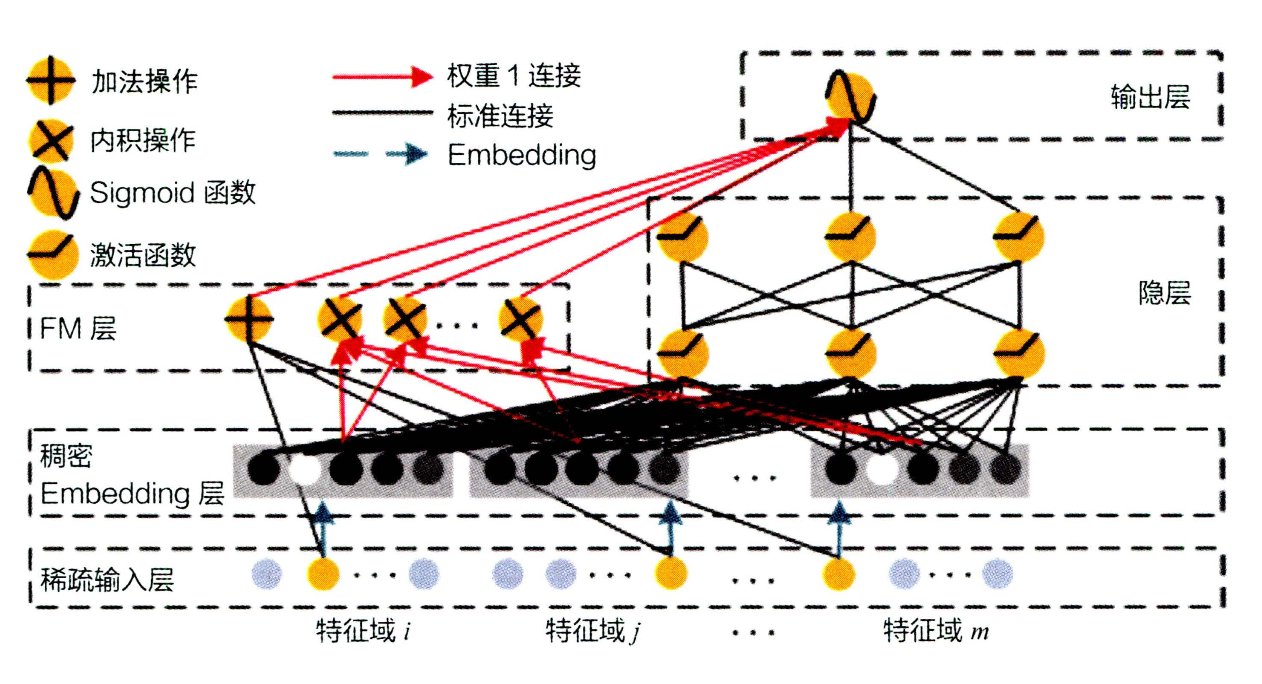 加法操作
内积操作
Sigmoid 函数
激活函数
权重 1 连接
标准连接
Embedding
输出层
隐层
FM 层
稠密
Embedding 层
稀疏输入层
特征域 i
特征域 j
...
特征域 m